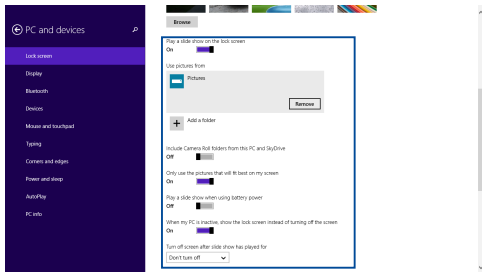 PC and devices
Lock screen
Display
Bluetooth
Devices
Mouse and touchpad
Typing
Corners and edges
Power and sleep
AutoPlay
PC info
Browse
Play a slide show on the lock screen
On
Use pictures from
Pictures
Remove
Add a folder
Include Camera Roll folders from this PC and SkyDrive
Off
Only use the pictures that will fit best on my screen
On
Play a slide show when using battery power
Off
When my PC is inactive, show the lock screen instead of turning off the screen
On
Turn off screen after slide show has played for
Don't turn off